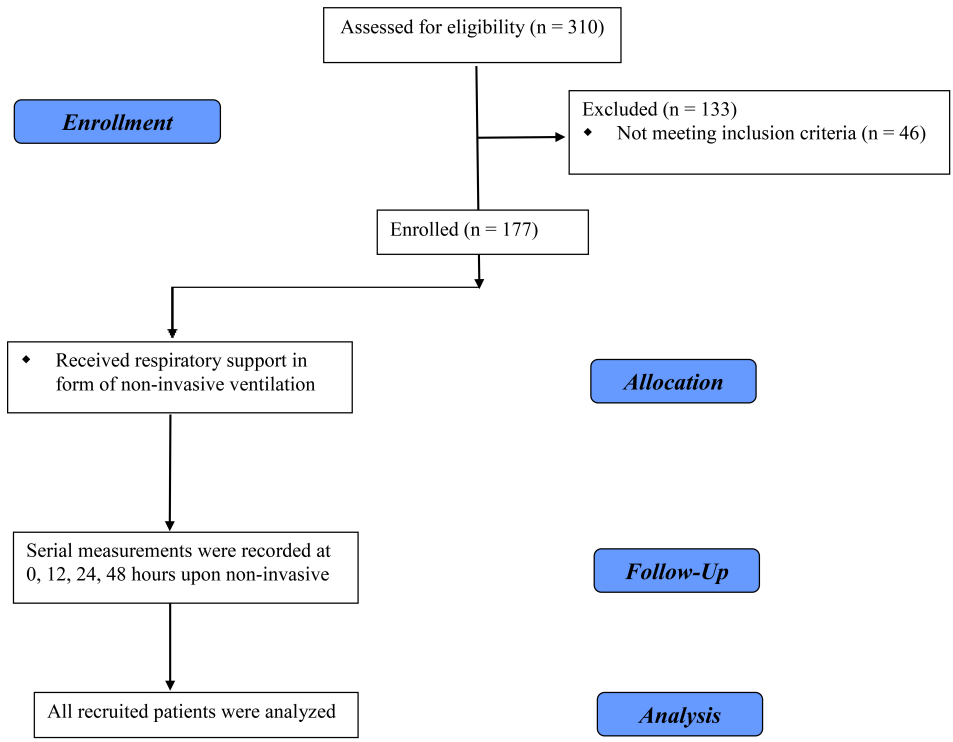 Assessed for eligibility (n = 310)
Enrollment
Excluded (n = 133)
◆ Not meeting inclusion criteria (n = 46)
Enrolled (n = 177)
◆ Received respiratory support in
form of non-invasive ventilation
Allocation
Serial measurements were recorded at
0, 12, 24, 48 hours upon non-invasive
Follow-Up
All recruited patients were analyzed
Analysis